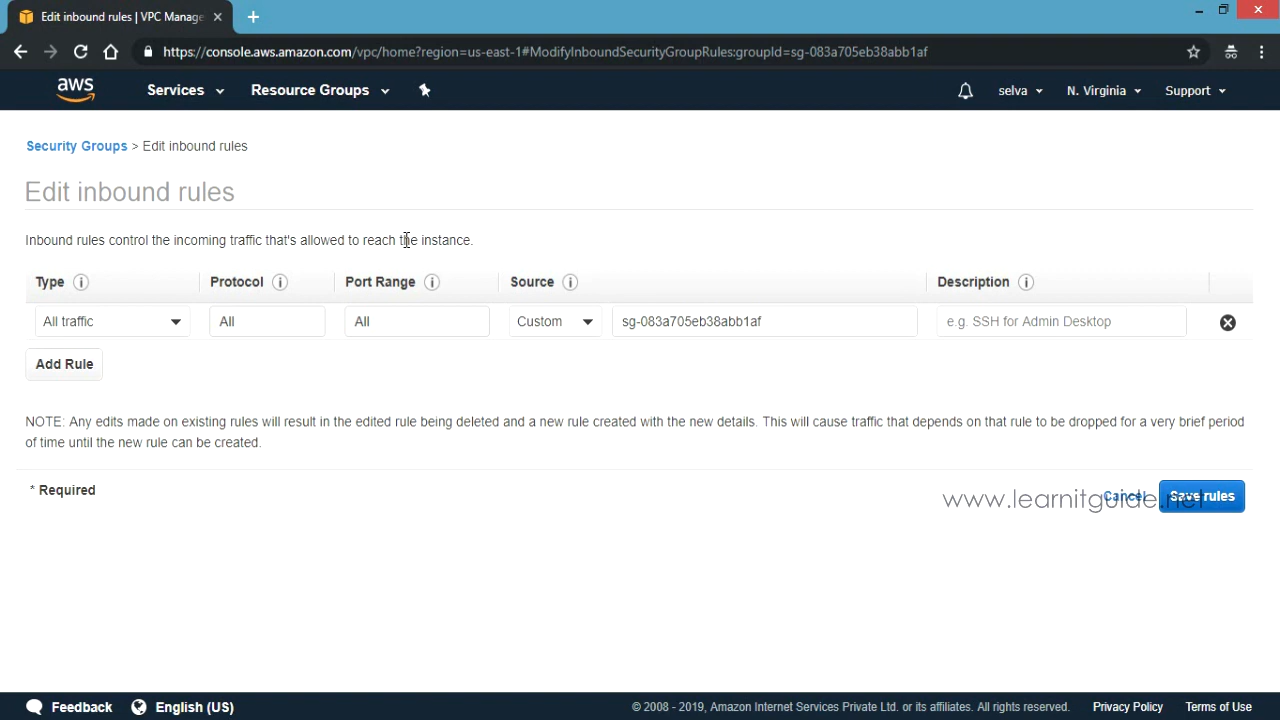 Edit inbound rules | VPC Manage
https://console.aws.amazon.com/vpc/home?region=us-east-1#ModifyInboundSecurityGroupRules:groupId=sg-083a705eb38abb1af
aws Services Resource Groups selva N. Virginia Support
Security Groups > Edit inbound rules
Edit inbound rules
Inbound rules control the incoming traffic that's allowed to reach the instance.
Type Protocol Port Range Source Description
All traffic All All Custom sg-083a705eb38abb1af e.g. SSH for Admin Desktop
Add Rule
NOTE: Any edits made on existing rules will result in the edited rule being deleted and a new rule created with the new details. This will cause traffic that depends on that rule to be dropped for a very brief period
of time until the new rule can be created.
* Required
Cancel Save rules
www.learnitguide.net
Feedback English (US) © 2008 - 2019, Amazon Internet Services Private Ltd. or its affiliates. All rights reserved. Privacy Policy Terms of Use